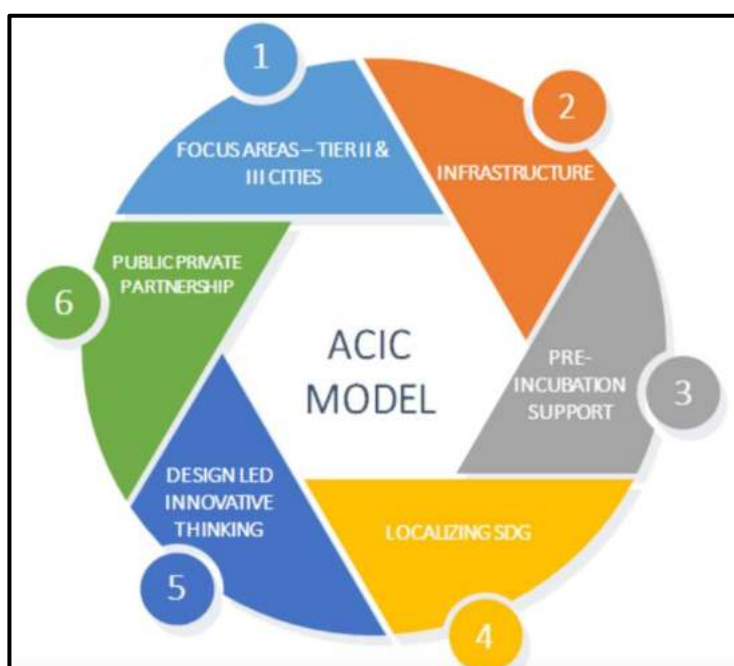 1
FOCUS AREAS – TIER II &
III CITIES
2
INFRASTRUCTURE
3
PRE-
INCUBATION
SUPPORT
4
LOCALIZING SDG
5
DESIGN LED
INNOVATIVE
THINKING
6
PUBLIC PRIVATE
PARTNERSHIP
ACIC
MODEL